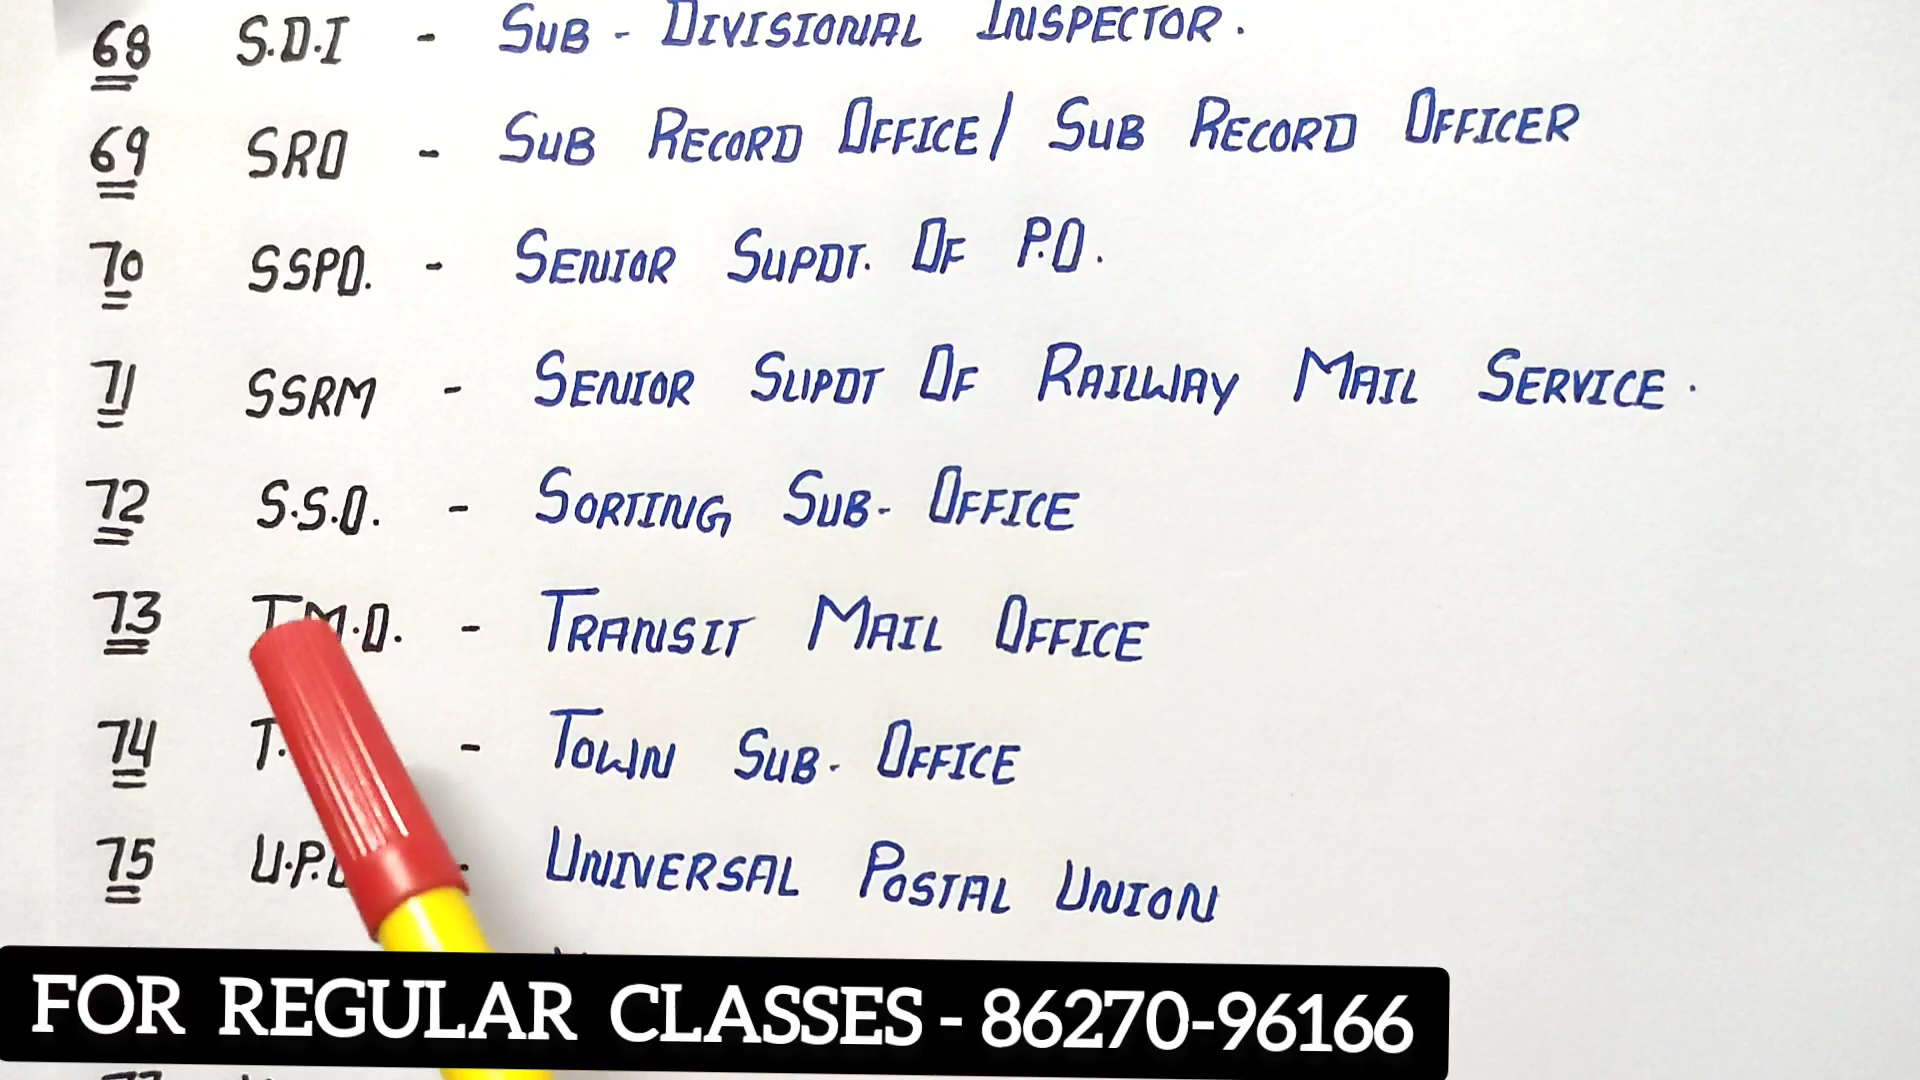 68 S.D.I - SUB - DIVISIONAL INSPECTOR.
69 SRO - SUB RECORD OFFICE/ SUB RECORD OFFICER
70 SSPO. - SENIOR SUPDT. OF P.O.
71 SSRM - SENIOR SUPDT OF RAILWAY MAIL SERVICE.
72 S.S.O. - SORTING SUB- OFFICE
73 T.M.O. - TRANSIT MAIL OFFICE
74 T. - TOWN SUB- OFFICE
75 U.P. - UNIVERSAL POSTAL UNION
FOR REGULAR CLASSES - 86270-96166